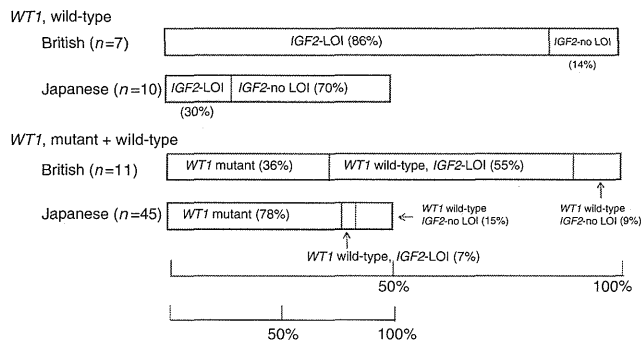 WT1, wild-type
British (n=7)
IGF2-LOI (86%)
IGF2-no LOI
(14%)
Japanese (n=10)
IGF2-LOI
IGF2-no LOI (70%)
(30%)
WT1, mutant + wild-type
British (n=11)
WT1 mutant (36%)
WT1 wild-type, IGF2-LOI (55%)
WT1 wild-type
IGF2-no LOI (9%)
Japanese (n=45)
WT1 mutant (78%)
WT1 wild-type
IGF2-no LOI (15%)
WT1 wild-type, IGF2-LOI (7%)
50%
100%
50%
100%